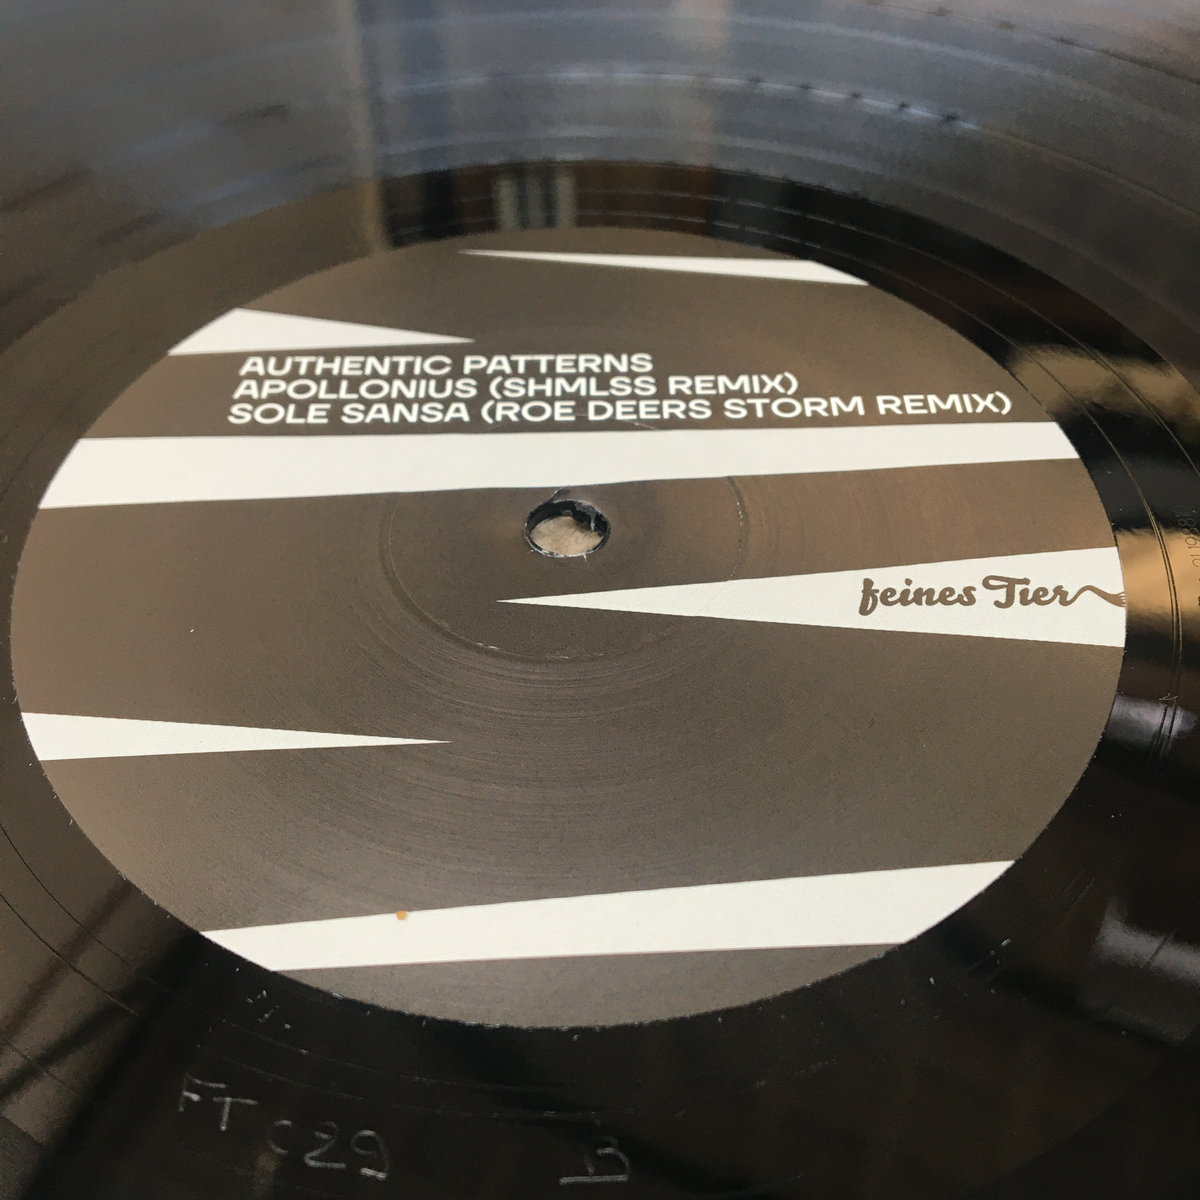 AUTHENTIC PATTERNS
APOLLONIUS (SHMLSS REMIX)
SOLE SANSA (ROE DEERS STORM REMIX)
feines Tier
FT 029 B